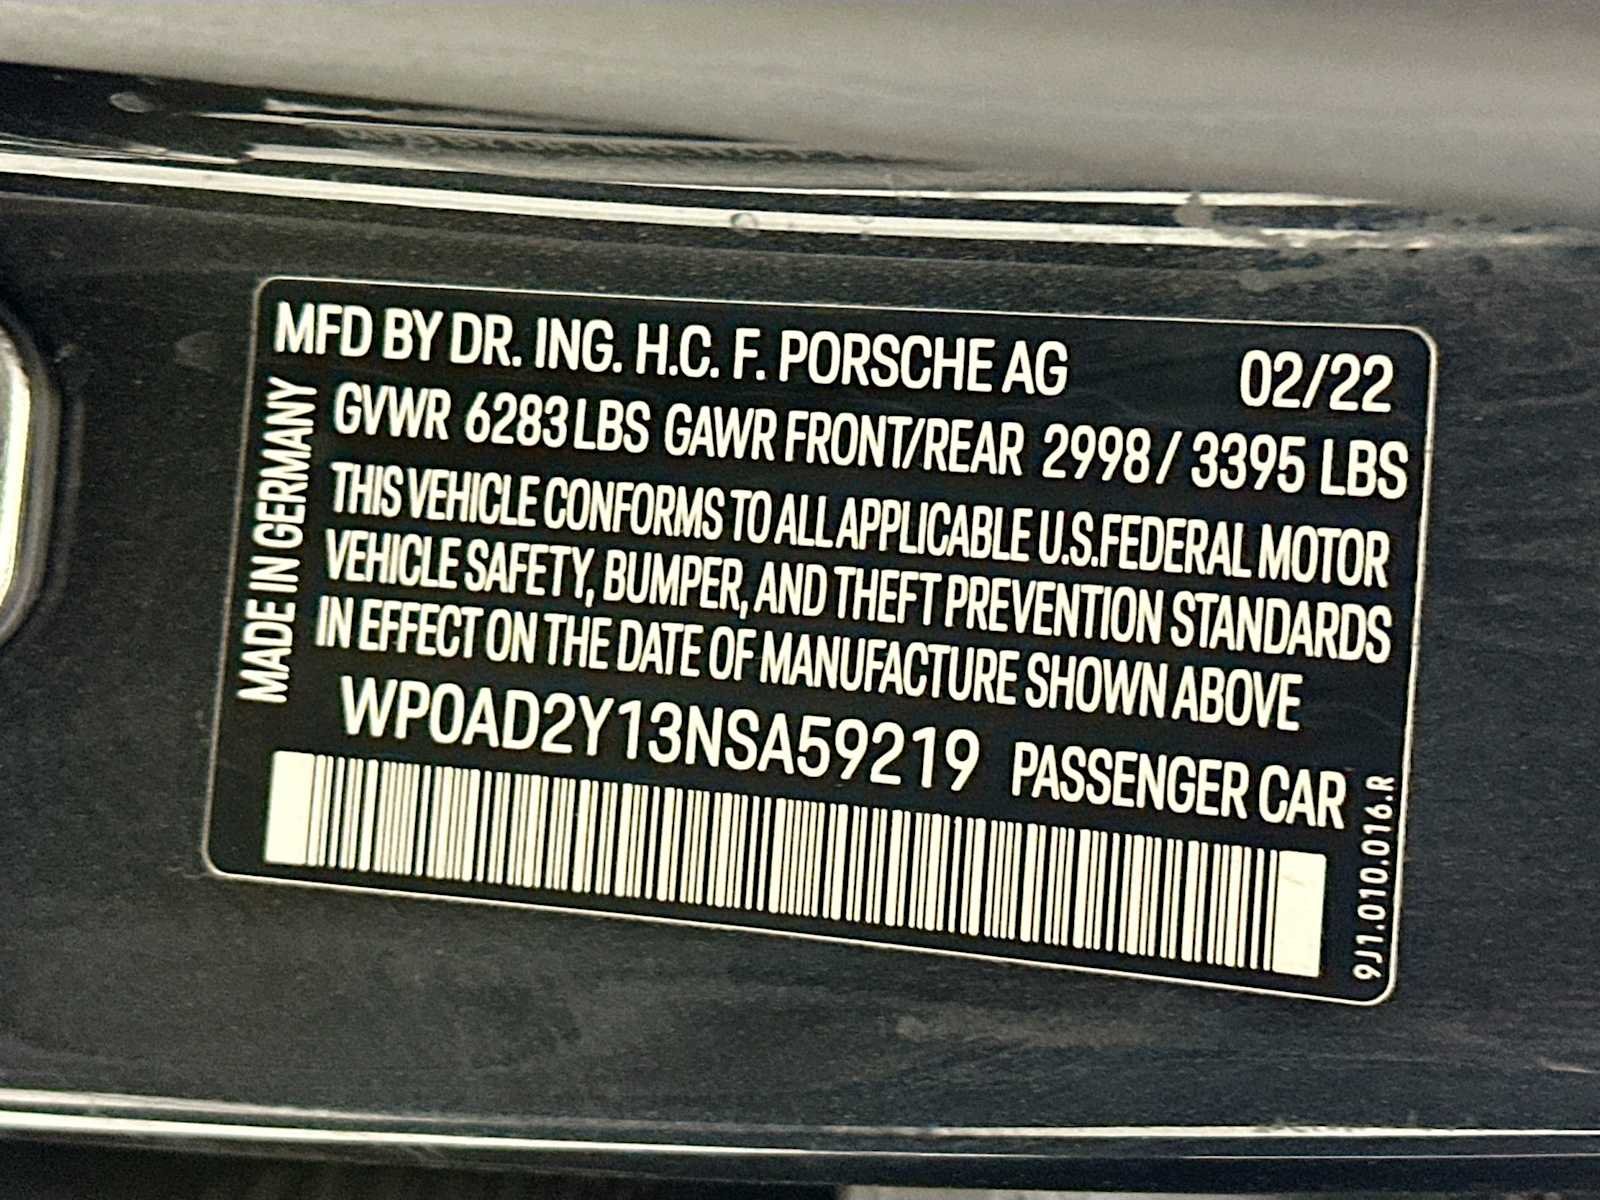 MFD BY DR. ING. H.C. F. PORSCHE AG 02/22
GVWR 6283 LBS GAWR FRONT/REAR 2998 / 3395 LBS
THIS VEHICLE CONFORMS TO ALL APPLICABLE U.S.FEDERAL MOTOR
VEHICLE SAFETY, BUMPER, AND THEFT PREVENTION STANDARDS
IN EFFECT ON THE DATE OF MANUFACTURE SHOWN ABOVE
MADE IN GERMANY
WP0AD2Y13NSA59219 PASSENGER CAR
9J1.010.016.R